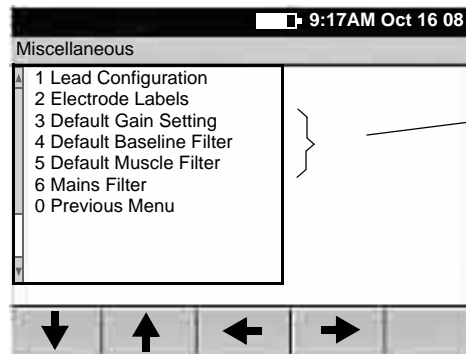 9:17AM Oct 16 08
Miscellaneous
1 Lead Configuration
2 Electrode Labels
3 Default Gain Setting
4 Default Baseline Filter
5 Default Muscle Filter
6 Mains Filter
0 Previous Menu